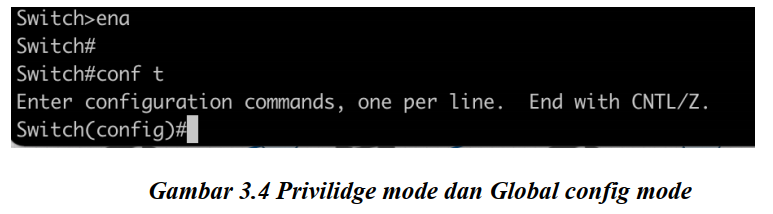 Switch>ena
Switch#
Switch#conf t
Enter configuration commands, one per line.  End with CNTL/Z.
Switch(config)#
Gambar 3.4 Privilidge mode dan Global config mode